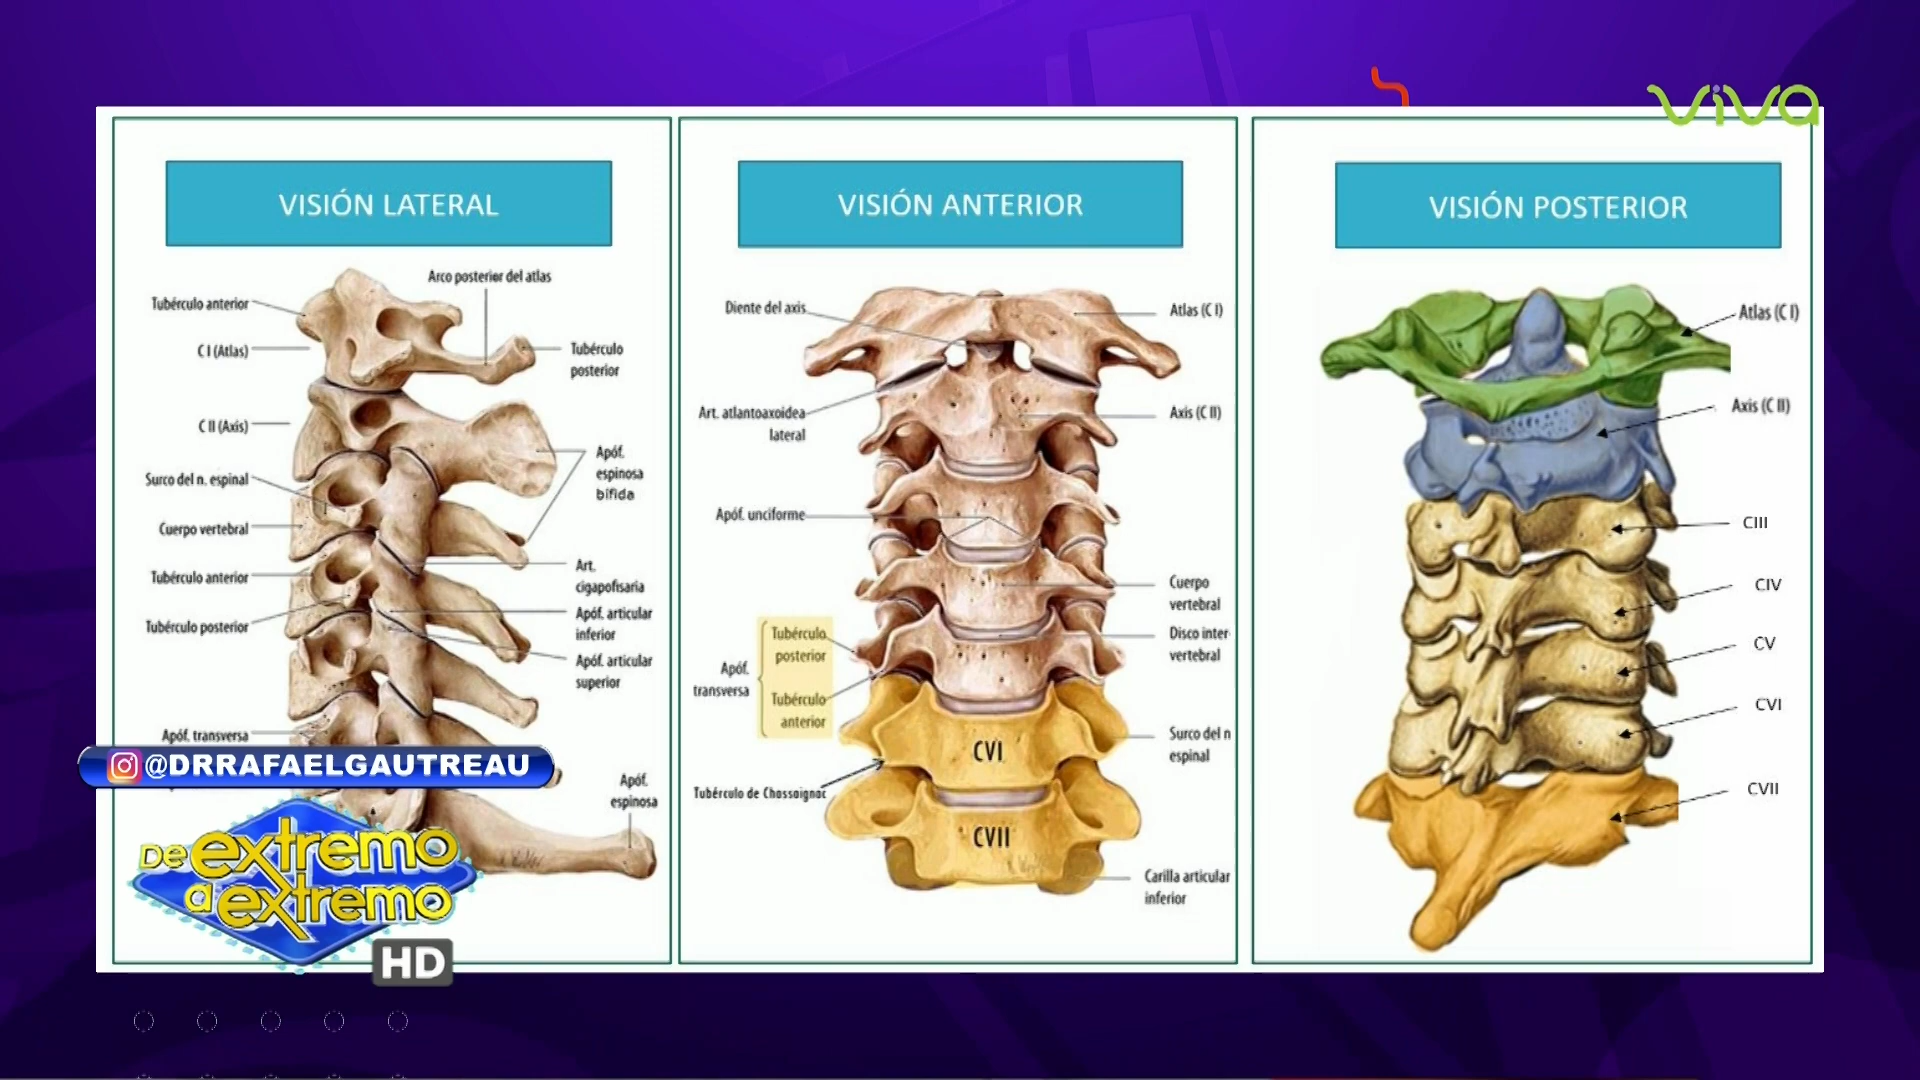 viva
VISIÓN LATERAL
Arco posterior del atlas
Tubérculo anterior
C I (Atlas)
Tubérculo
posterior
C II (Axis)
Apóf.
espinosa
bífida
Surco del n. espinal
Cuerpo vertebral
Art.
cigapofisaria
Tubérculo anterior
Apóf. articular
inferior
Tubérculo posterior
Apóf. articular
superior
Apóf. transversa
@DRRAFAELGAUTREAU
Apóf.
espinosa
De extremo
a extremo
HD
VISIÓN ANTERIOR
Diente del axis
Atlas (C I)
Art. atlantoaxoidea
lateral
Axis (C II)
Apóf. unciforme
Cuerpo
vertebral
Tubérculo
posterior
Disco inter
vertebral
Apóf.
transversa
Tubérculo
anterior
CVI
Surco del n
espinal
Tubérculo de Chassaignac
CVII
Carilla articular
inferior
VISIÓN POSTERIOR
Atlas (C I)
Axis (C II)
CIII
CIV
CV
CVI
CVII